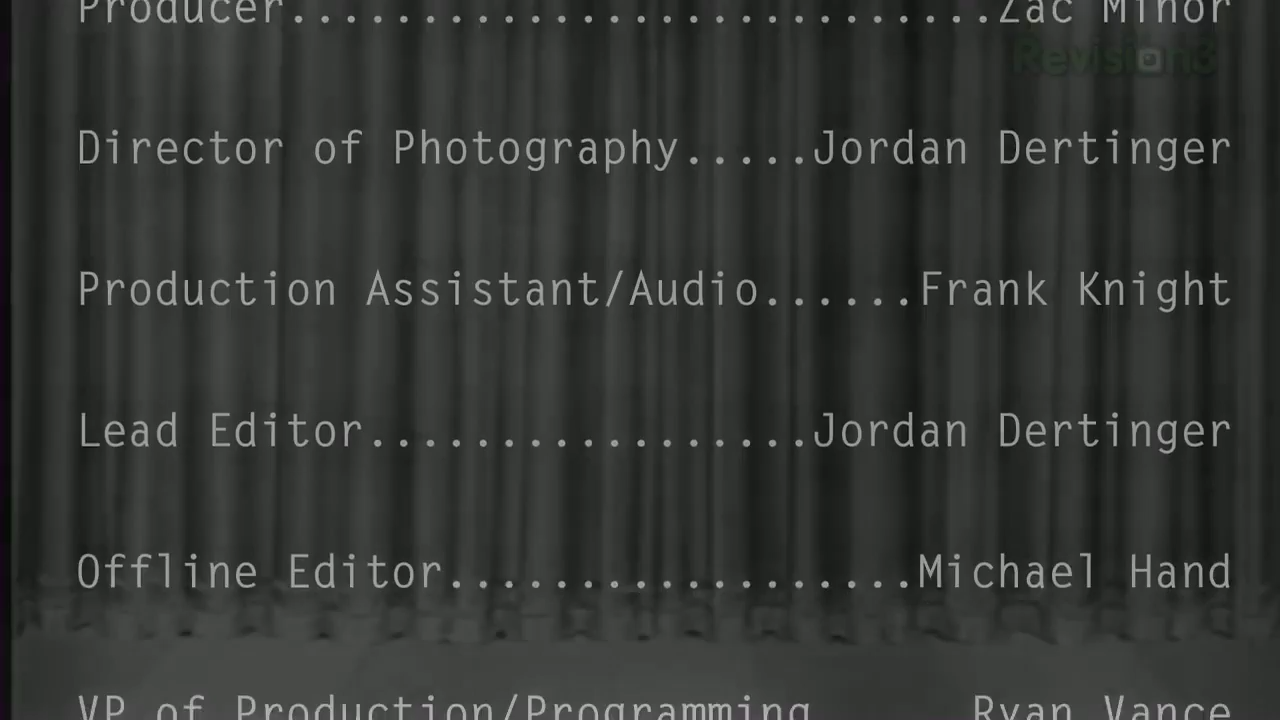 Producer...........................Zac Minor
Revision3
Director of Photography.....Jordan Dertinger
Production Assistant/Audio......Frank Knight
Lead Editor.................Jordan Dertinger
Offline Editor..................Michael Hand
VP of Production/Programming      Ryan Vance